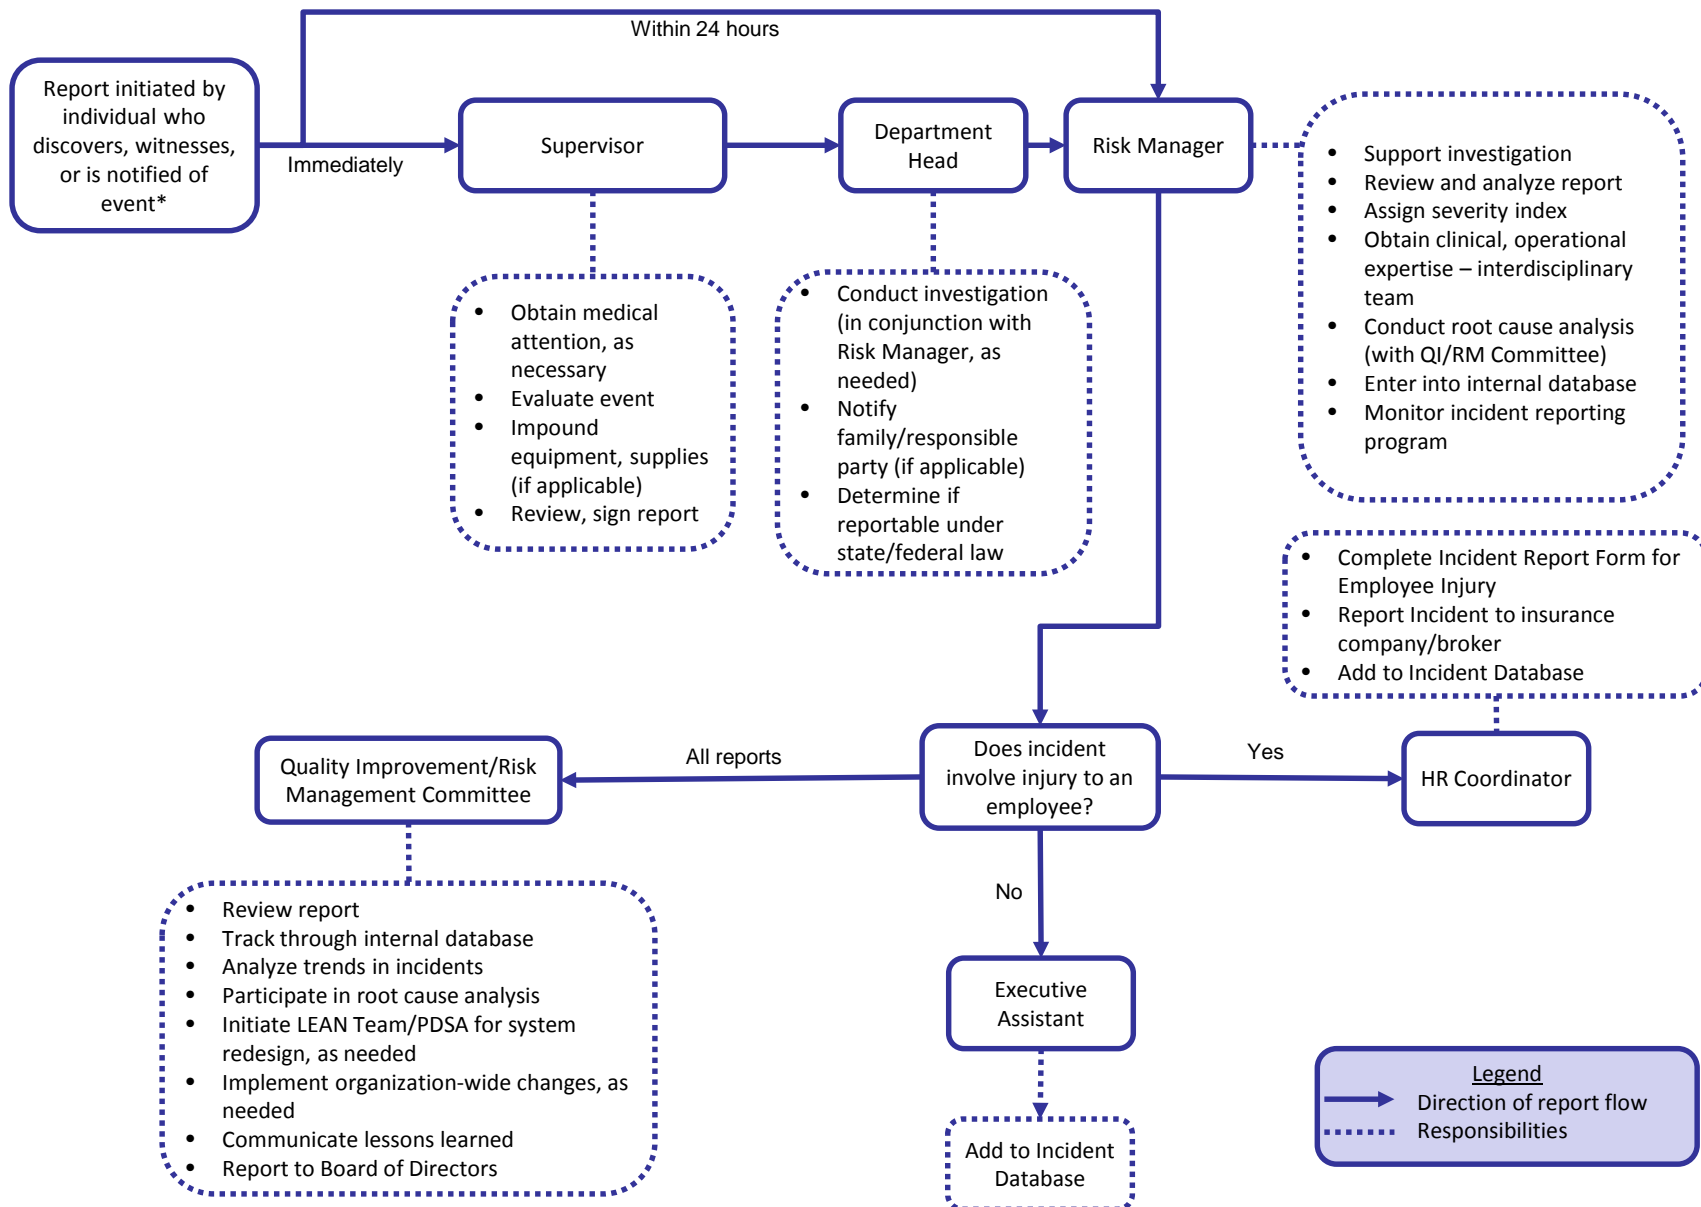 Within 24 hours
Report initiated by
individual who
discovers, witnesses,
or is notified of
event*
Immediately
Supervisor
Department
Head
Risk Manager
• Support investigation
• Review and analyze report
• Assign severity index
• Obtain clinical, operational
expertise – interdisciplinary
team
• Conduct root cause analysis
(with QI/RM Committee)
• Enter into internal database
• Monitor incident reporting
program
• Obtain medical
attention, as
necessary
• Evaluate event
• Impound
equipment, supplies
(if applicable)
• Review, sign report
• Conduct investigation
(in conjunction with
Risk Manager, as
needed)
• Notify
family/responsible
party (if applicable)
• Determine if
reportable under
state/federal law
• Complete Incident Report Form for
Employee Injury
• Report Incident to insurance
company/broker
• Add to Incident Database
Quality Improvement/Risk
Management Committee
All reports
Does incident
involve injury to an
employee?
Yes
HR Coordinator
No
• Review report
• Track through internal database
• Analyze trends in incidents
• Participate in root cause analysis
• Initiate LEAN Team/PDSA for system
redesign, as needed
• Implement organization-wide changes, as
needed
• Communicate lessons learned
• Report to Board of Directors
Executive
Assistant
Add to Incident
Database
Legend
Direction of report flow
Responsibilities